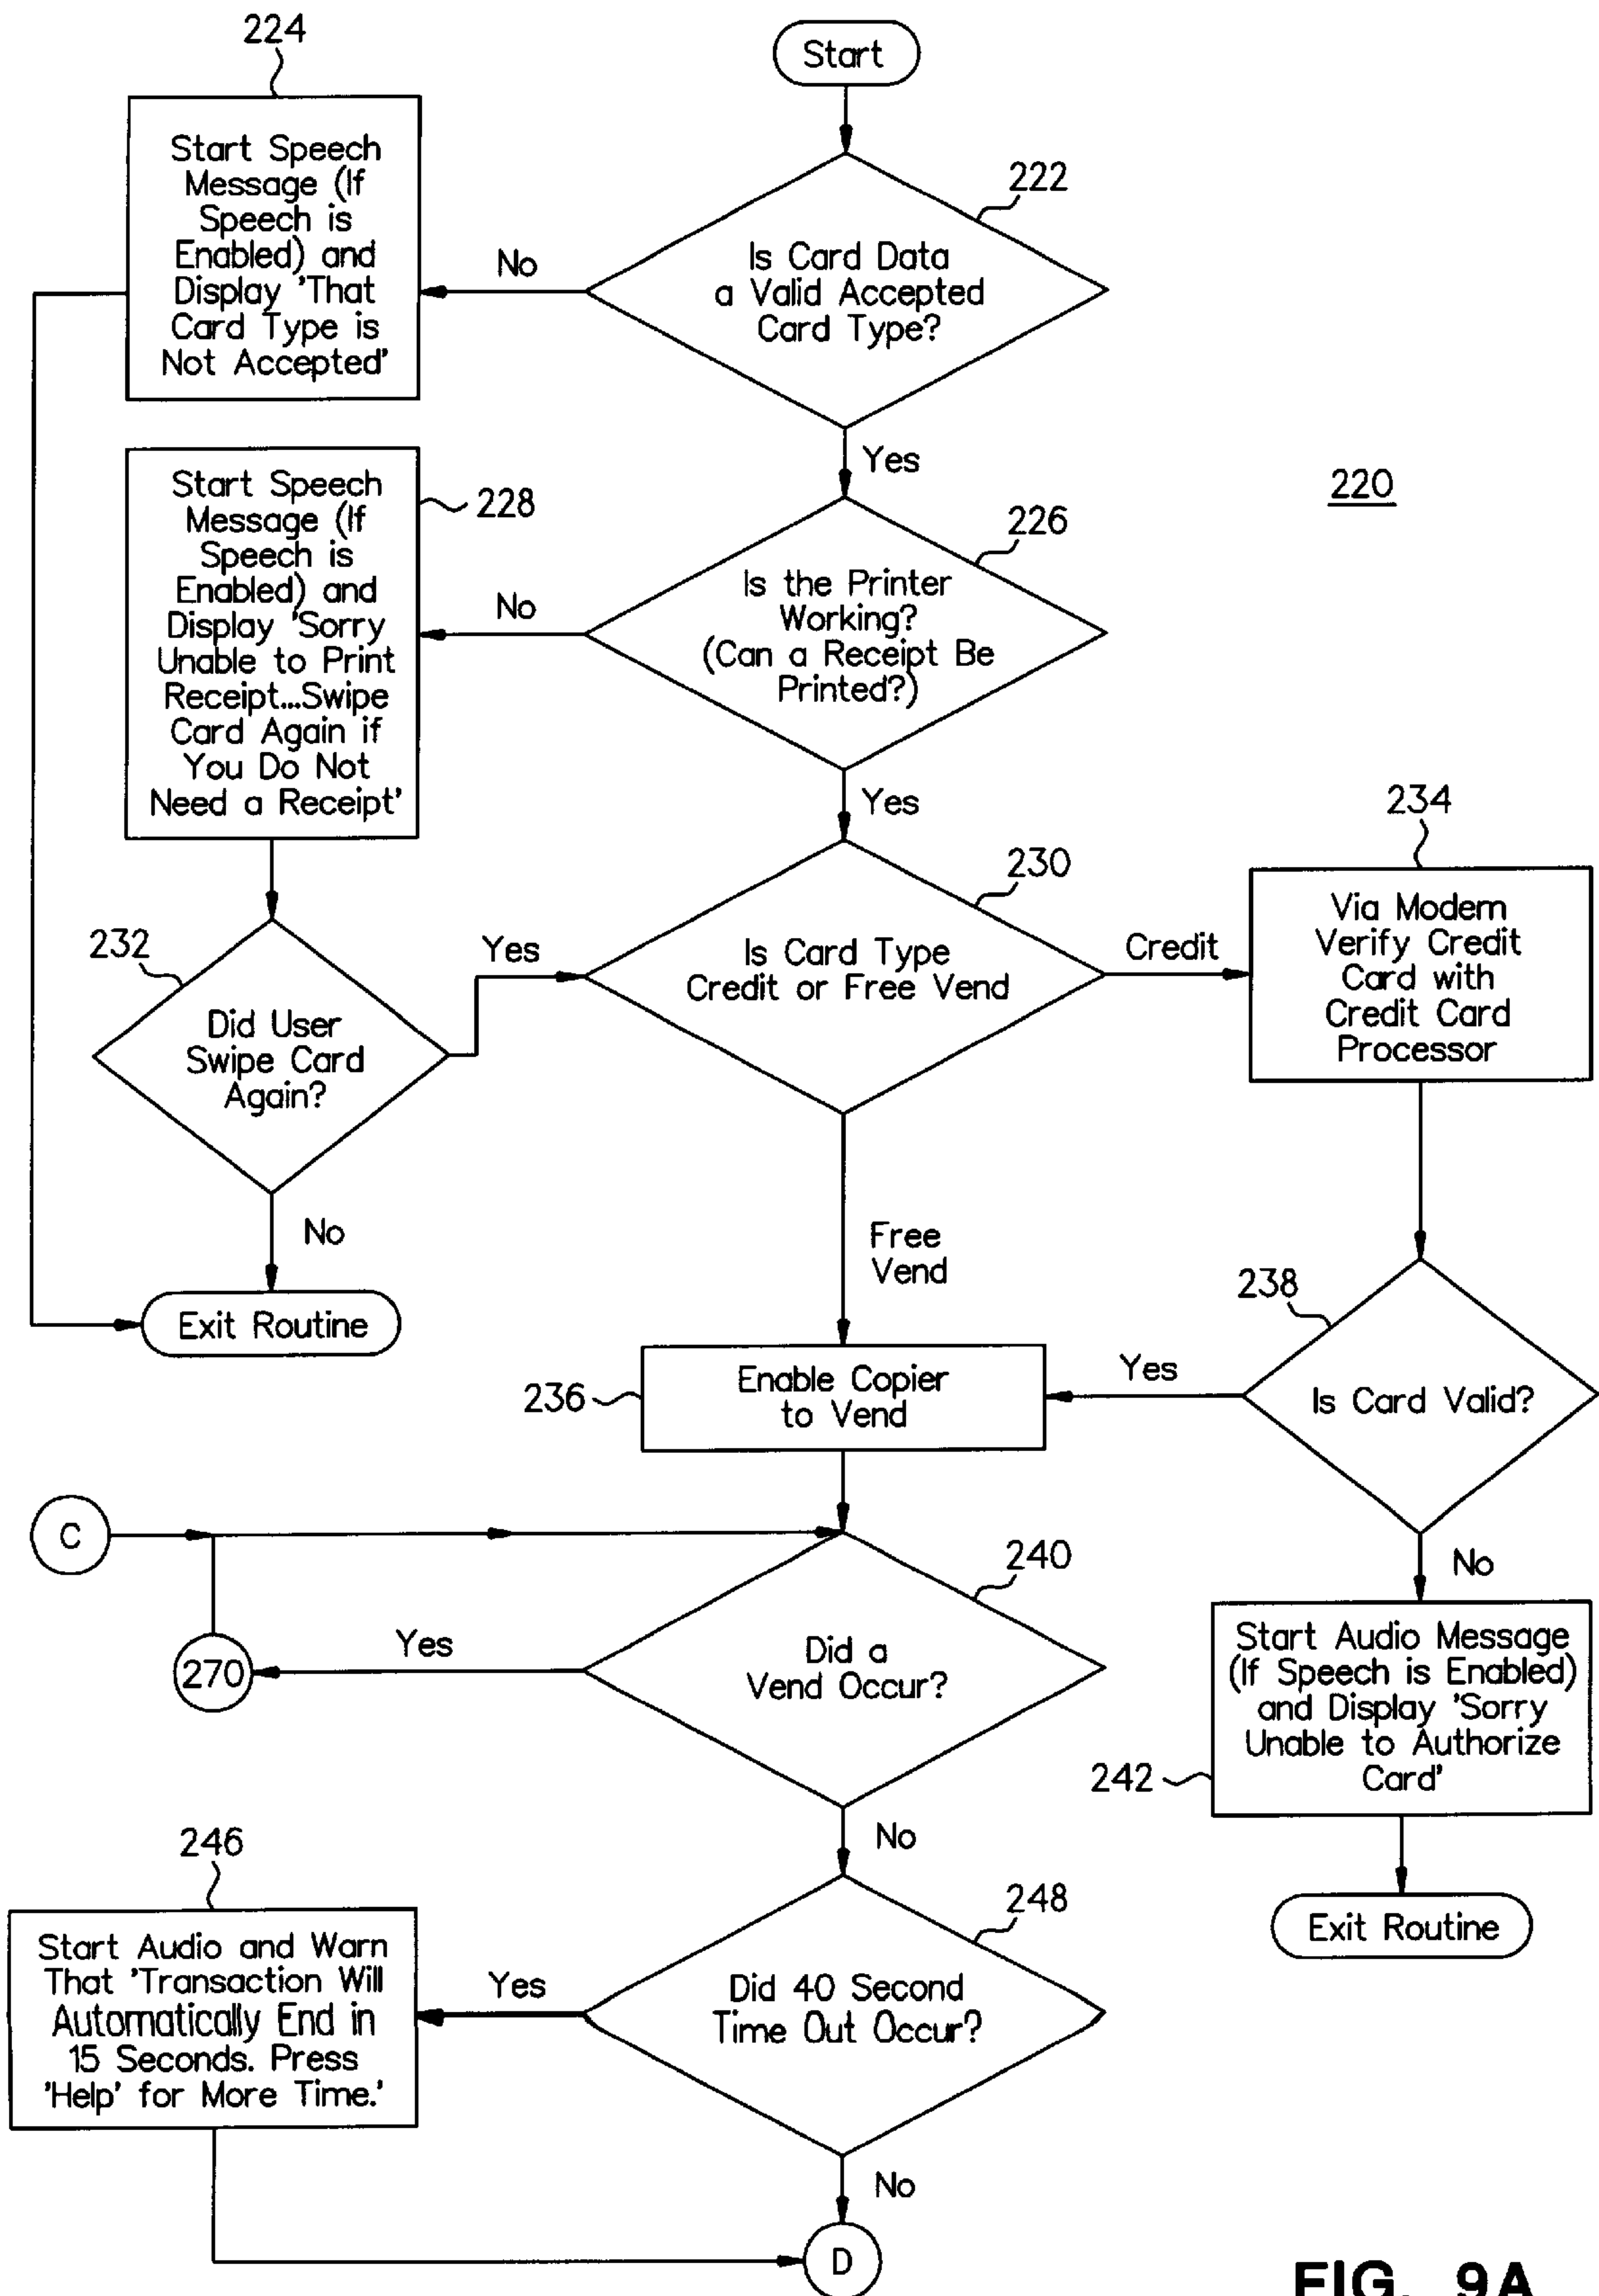 224
Start
Start Speech
Message (If
Speech is
Enabled) and
Display 'That
Card Type is
Not Accepted'
No
222
Is Card Data
a Valid Accepted
Card Type?
Yes
220
Start Speech
Message (If
Speech is
Enabled) and
Display 'Sorry
Unable to Print
Receipt...Swipe
Card Again if
You Do Not
Need a Receipt'
228
No
226
Is the Printer
Working?
(Can a Receipt Be
Printed?)
Yes
232
Did User
Swipe Card
Again?
Yes
No
Exit Routine
230
Is Card Type
Credit or Free Vend
Credit
Free
Vend
234
Via Modem
Verify Credit
Card with
Credit Card
Processor
238
Is Card Valid?
Yes
No
236
Enable Copier
to Vend
C
270
Yes
240
Did a
Vend Occur?
No
242
Start Audio Message
(If Speech is Enabled)
and Display 'Sorry
Unable to Authorize
Card'
Exit Routine
246
Start Audio and Warn
That 'Transaction Will
Automatically End in
15 Seconds. Press
'Help' for More Time.'
Yes
248
Did 40 Second
Time Out Occur?
No
D
FIG. 9A